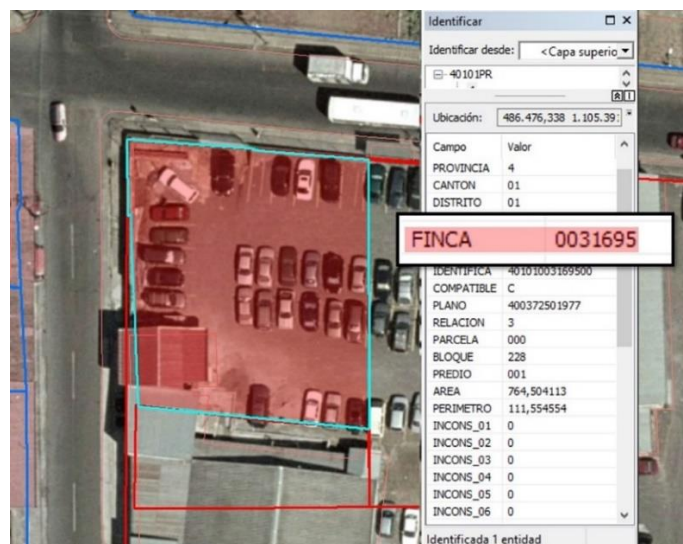 Identificar
Identificar desde: <Capa superio
40101PR
Ubicación: 486.476,338 1.105.39
Campo Valor
PROVINCIA 4
CANTON 01
DISTRITO 01
FINCA 0031695
IDENTIFICA 40101003169500
COMPATIBLE C
PLANO 400372501977
RELACION 3
PARCELA 000
BLOQUE 228
PREDIO 001
AREA 764,504113
PERIMETRO 111,554554
INCONS_01 0
INCONS_02 0
INCONS_03 0
INCONS_04 0
INCONS_05 0
INCONS_06 0
Identificada 1 entidad